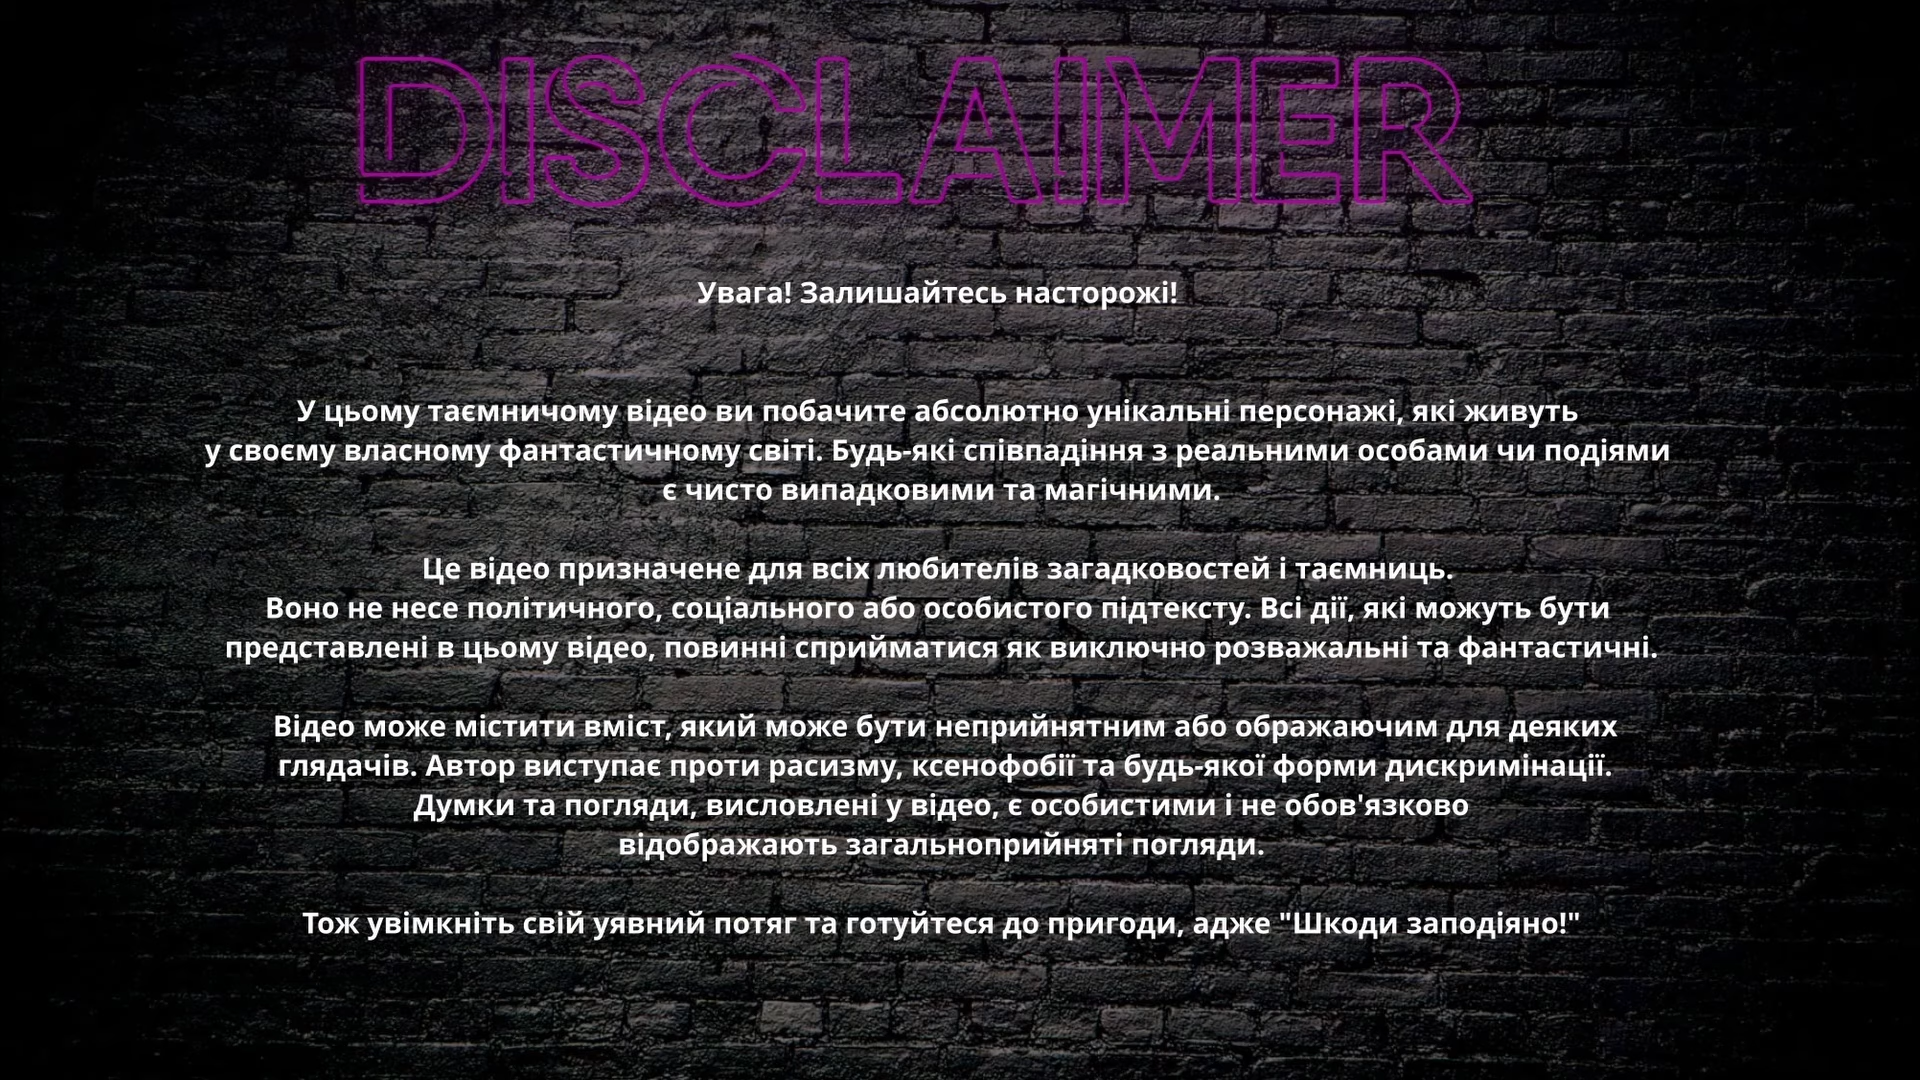 DISCLAIMER
Увага! Залишайтесь насторожі!
У цьому таємничому відео ви побачите абсолютно унікальні персонажі, які живуть
у своєму власному фантастичному світі. Будь-які співпадіння з реальними особами чи подіями
є чисто випадковими та магічними.
Це відео призначене для всіх любителів загадковостей і таємниць.
Воно не несе політичного, соціального або особистого підтексту. Всі дії, які можуть бути
представлені в цьому відео, повинні сприйматися як виключно розважальні та фантастичні.
Відео може містити вміст, який може бути неприйнятним або ображаючим для деяких
глядачів. Автор виступає проти расизму, ксенофобії та будь-якої форми дискримінації.
Думки та погляди, висловлені у відео, є особистими і не обов'язково
відображають загальноприйняті погляди.
Тож увімкніть свій уявний потяг та готуйтеся до пригоди, адже "Шкоди заподіяно!"